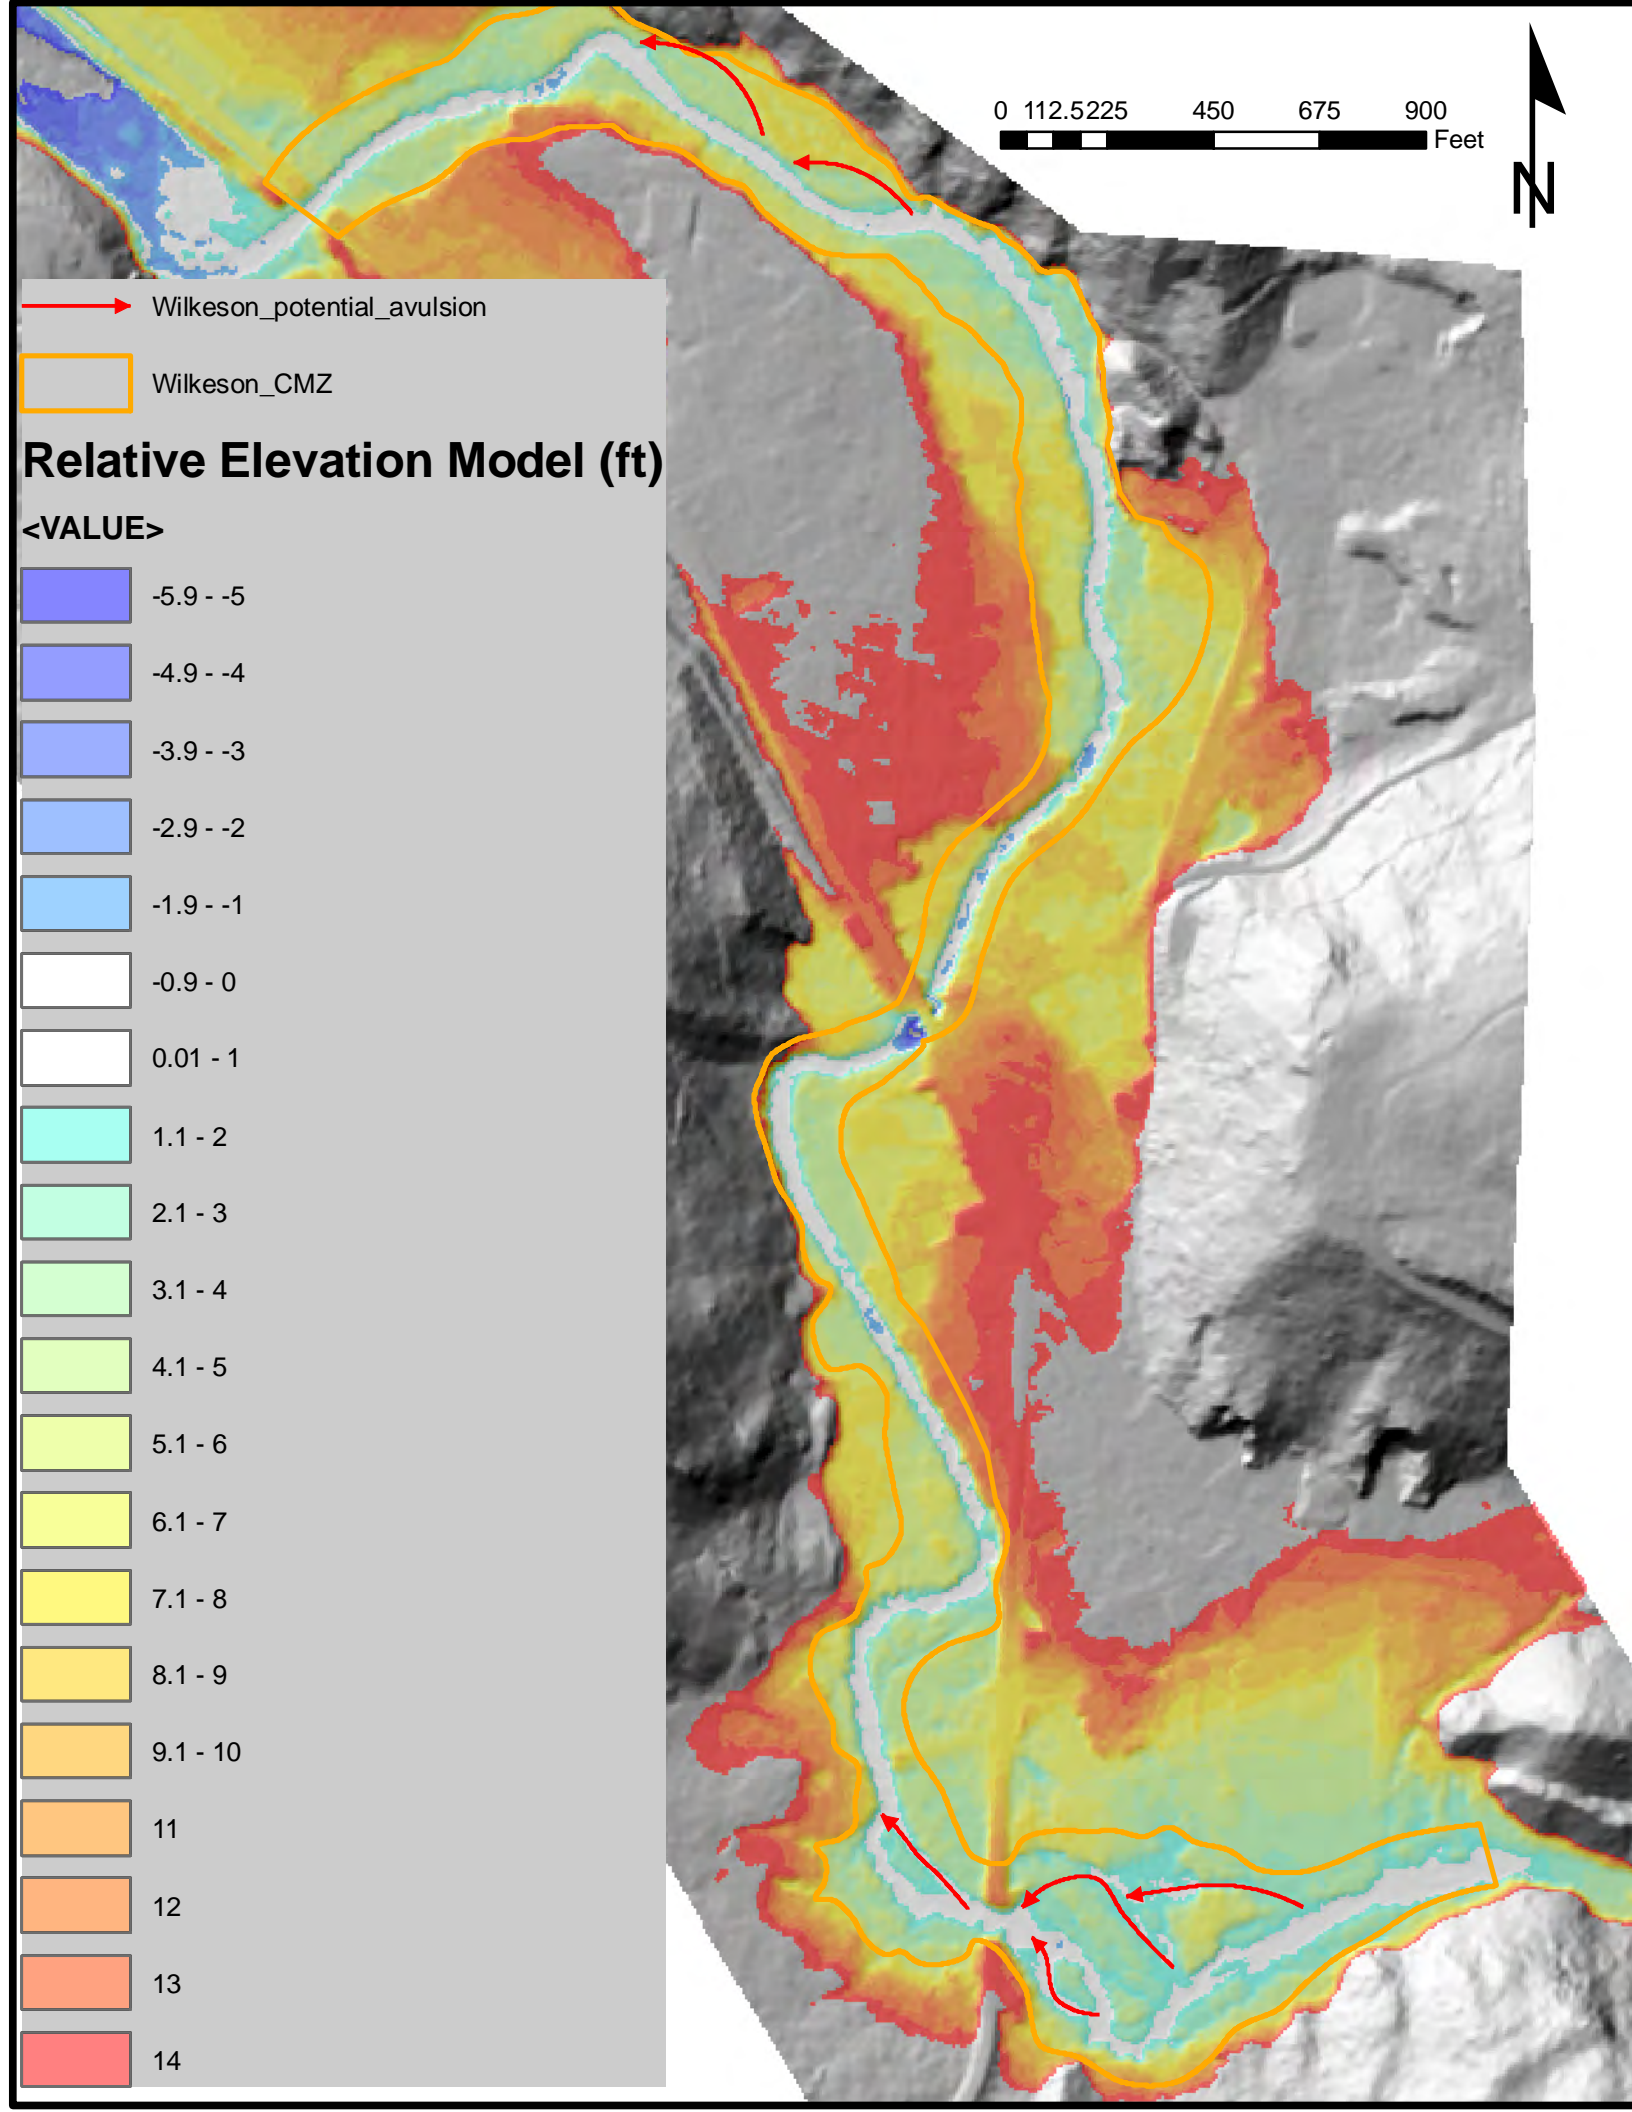 0 112.5 225 450 675 900
Feet
N
Wilkeson_potential_avulsion
Wilkeson_CMZ
Relative Elevation Model (ft)
<VALUE>
-5.9 - -5
-4.9 - -4
-3.9 - -3
-2.9 - -2
-1.9 - -1
-0.9 - 0
0.01 - 1
1.1 - 2
2.1 - 3
3.1 - 4
4.1 - 5
5.1 - 6
6.1 - 7
7.1 - 8
8.1 - 9
9.1 - 10
11
12
13
14